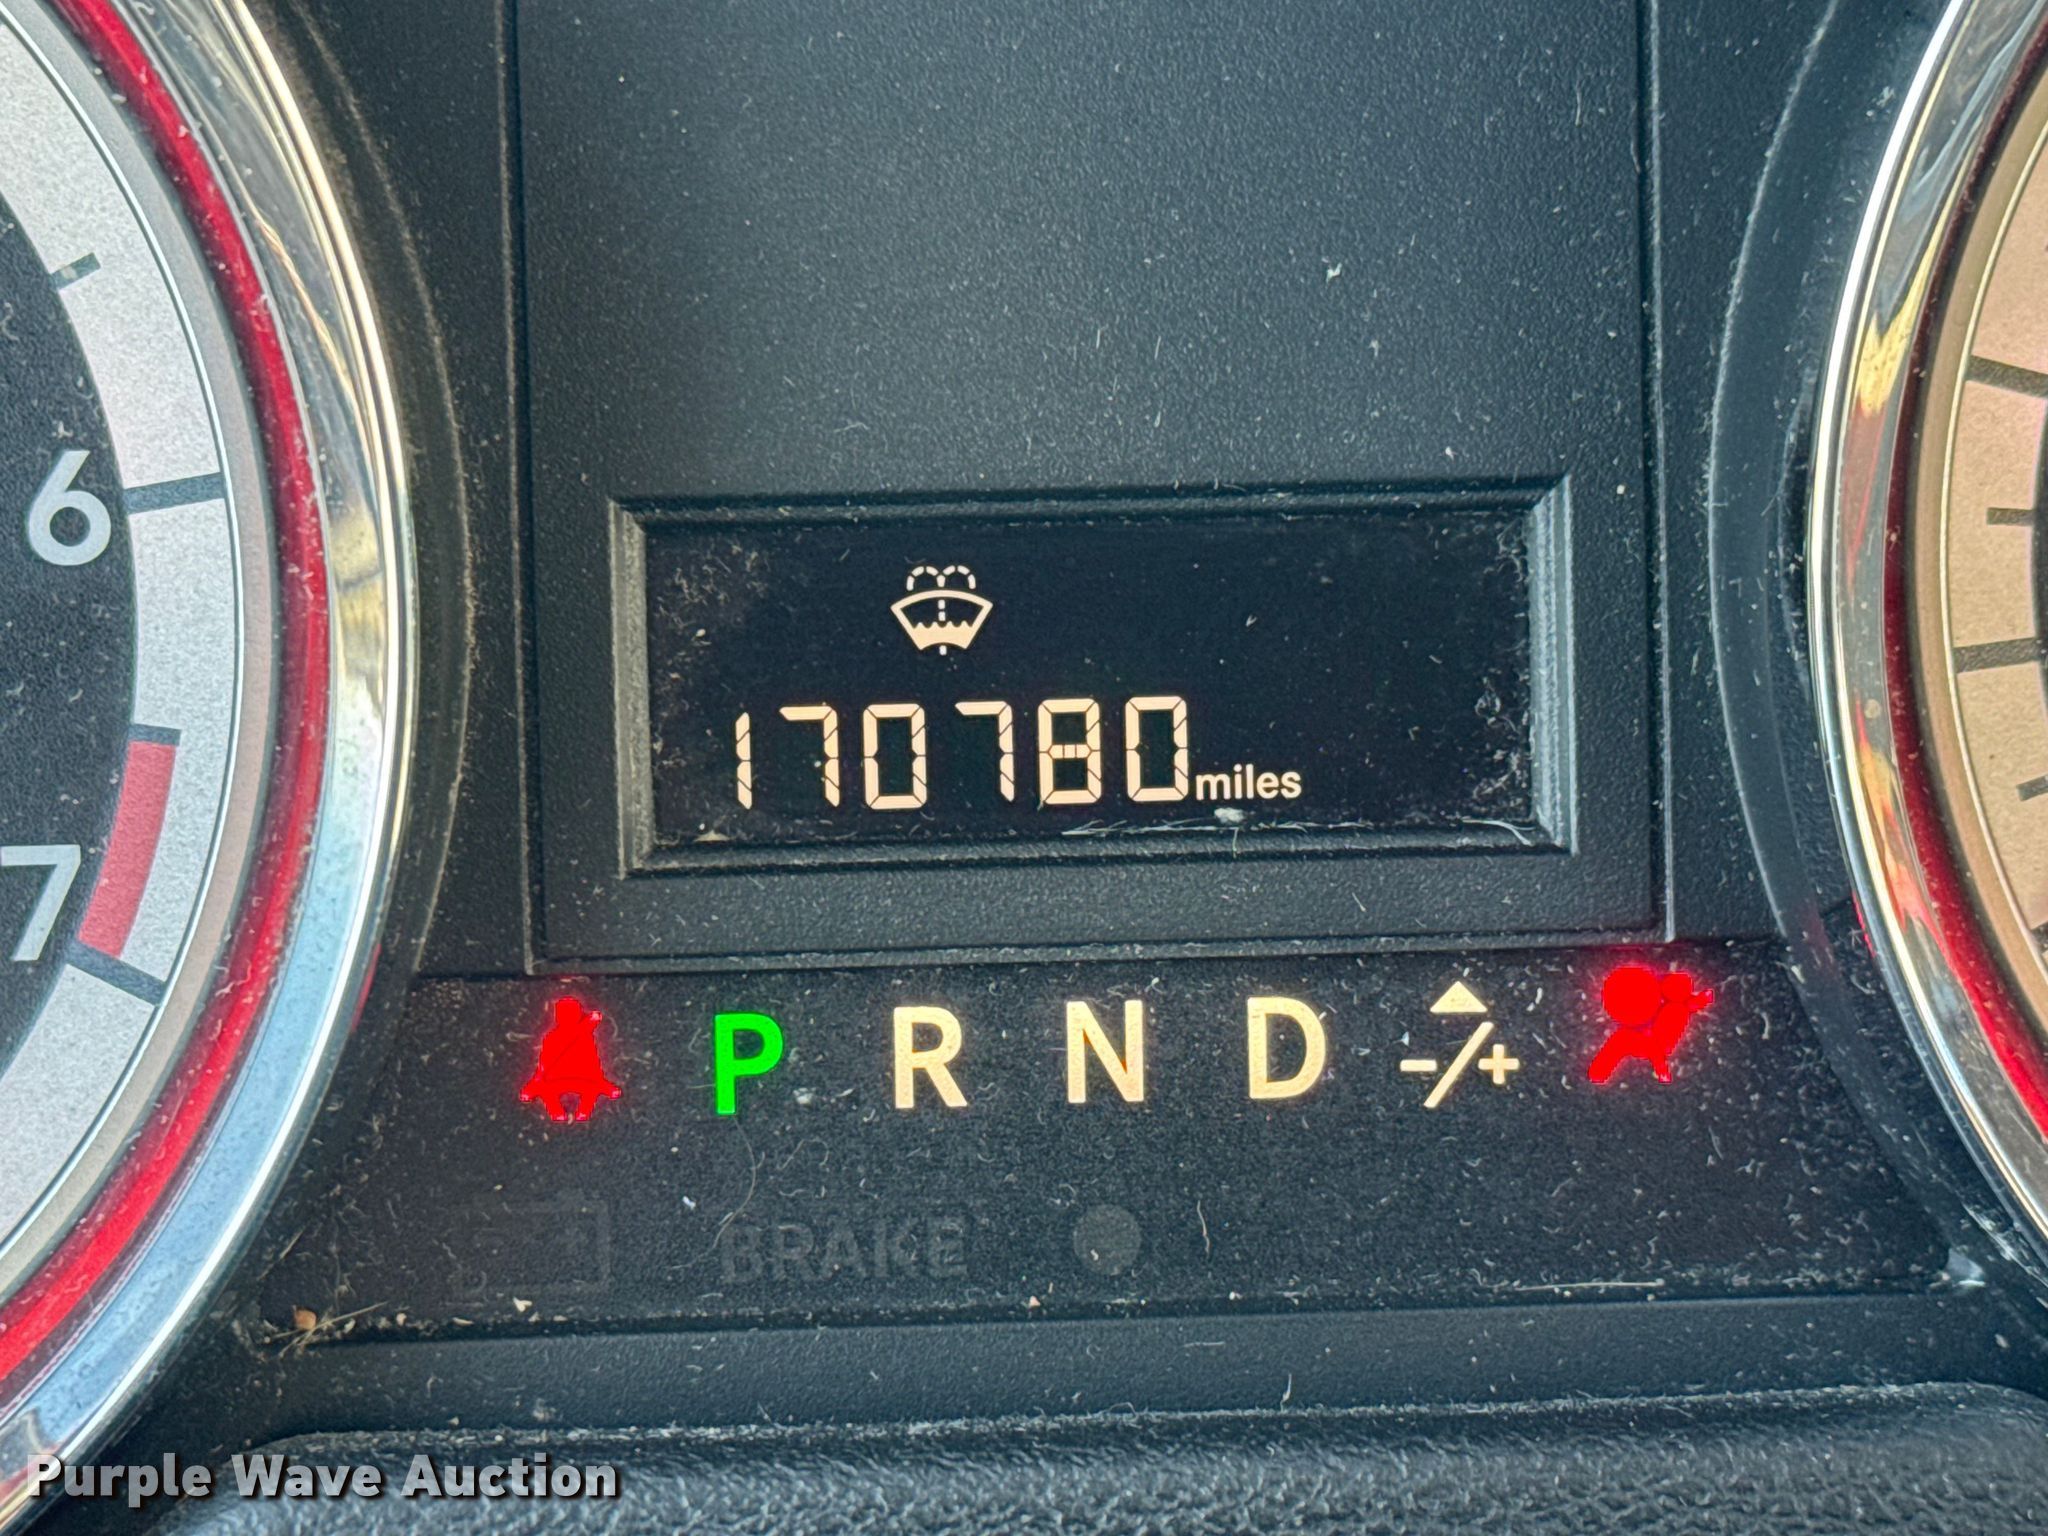 6
7
170780 miles
P R N D -/+
BRAKE
Purple Wave Auction